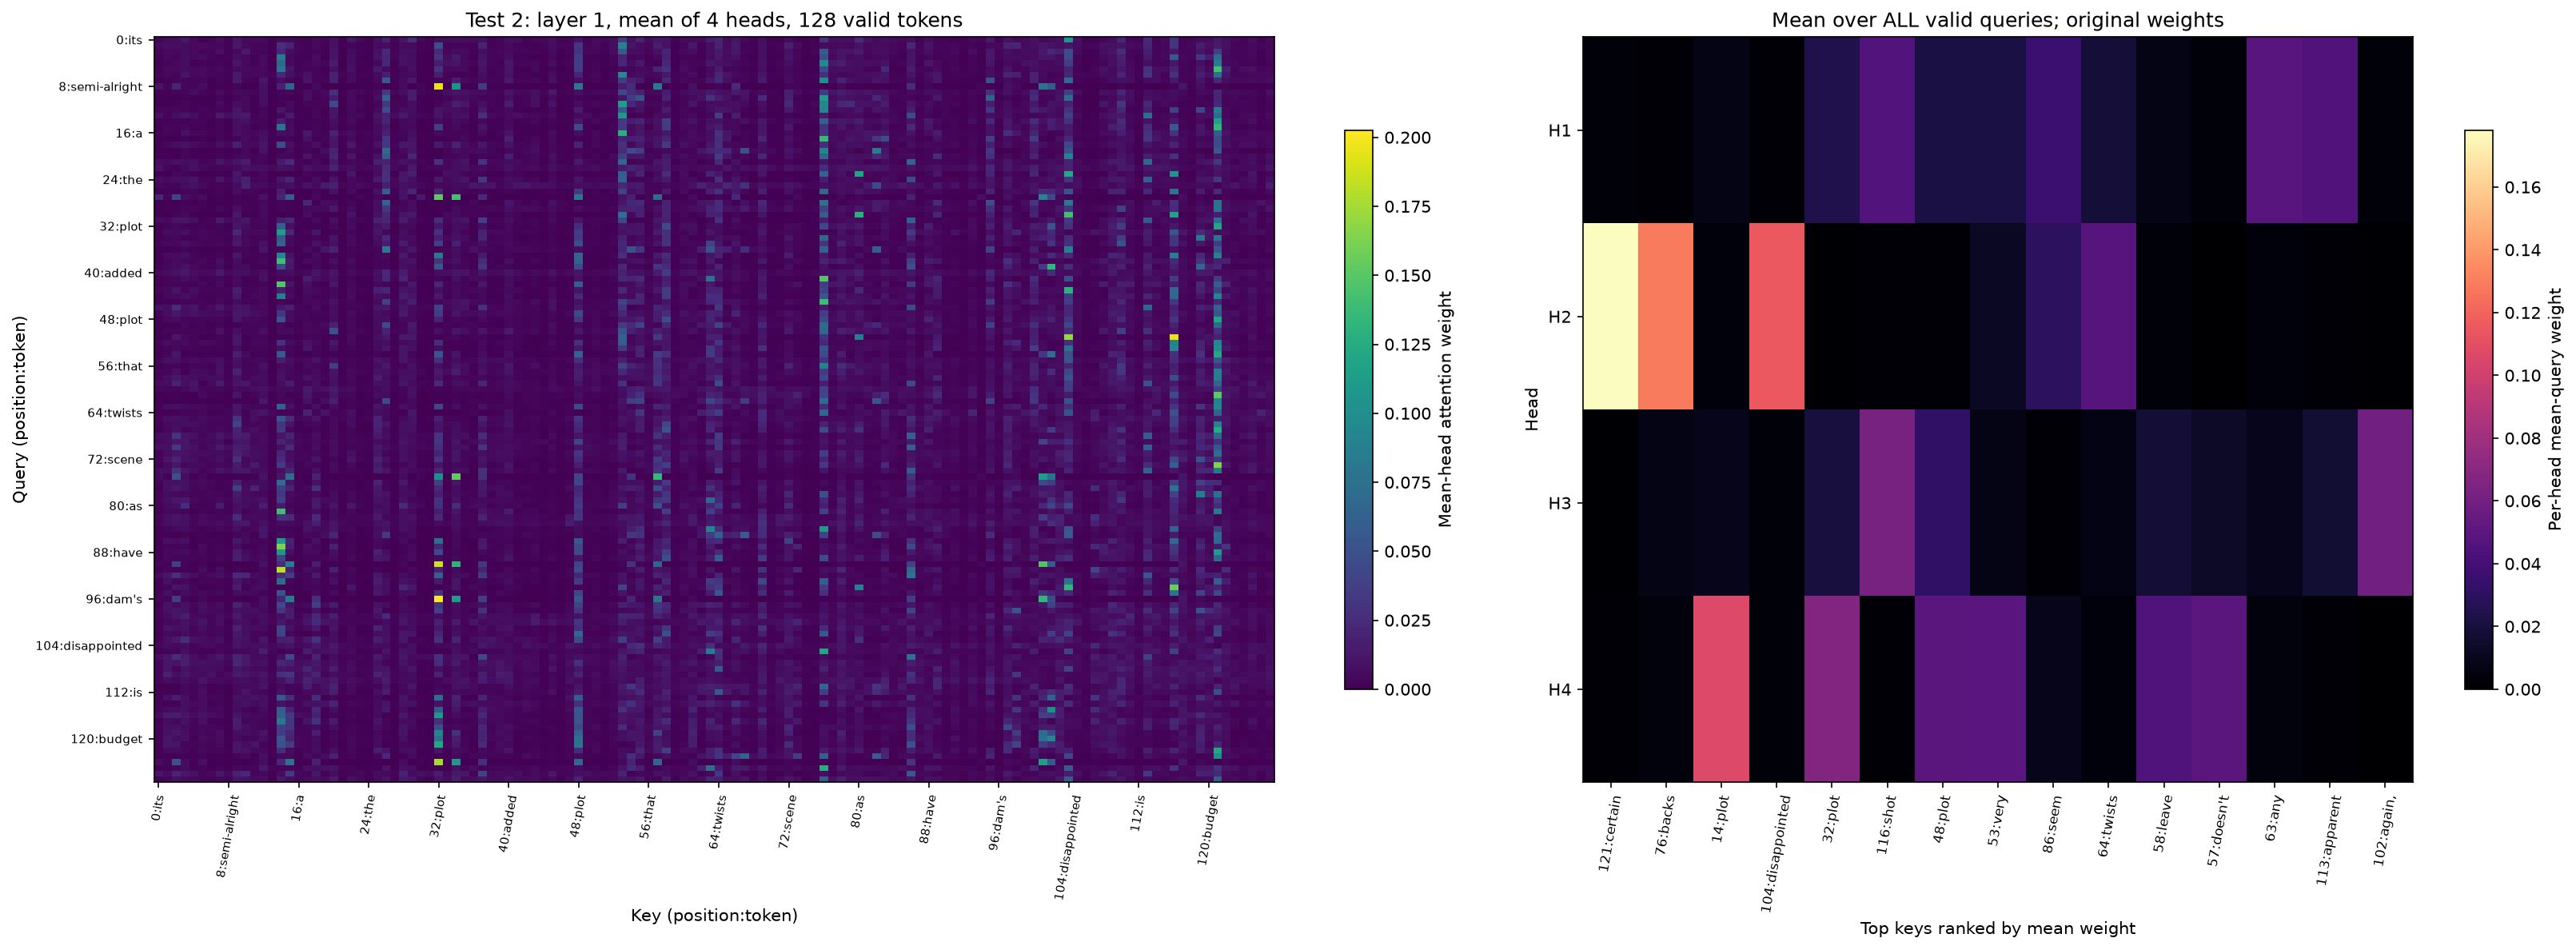 Test 2: layer 1, mean of 4 heads, 128 valid tokens
Query (position:token)
0:its
8:semi-alright
16:a
24:the
32:plot
40:added
48:plot
56:that
64:twists
72:scene
80:as
88:have
96:dam's
104:disappointed
112:is
120:budget
0:its
8:semi-alright
16:a
24:the
32:plot
40:added
48:plot
56:that
64:twists
72:scene
80:as
88:have
96:dam's
104:disappointed
112:is
120:budget
Key (position:token)
0.200
0.175
0.150
0.125
0.100
0.075
0.050
0.025
0.000
Mean-head attention weight
Mean over ALL valid queries; original weights
Head
H1
H2
H3
H4
121:certain
76:backs
14:plot
104:disappointed
32:plot
116:shot
48:plot
53:very
86:seem
64:twists
58:leave
57:doesn't
63:any
113:apparent
102:again,
Top keys ranked by mean weight
0.16
0.14
0.12
0.10
0.08
0.06
0.04
0.02
0.00
Per-head mean-query weight